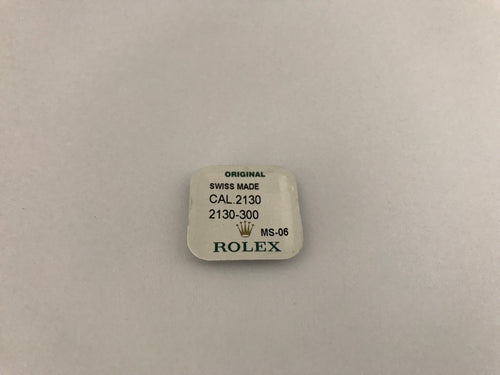 ORIGINAL
SWISS MADE
CAL.2130
2130-300
MS-06
ROLEX